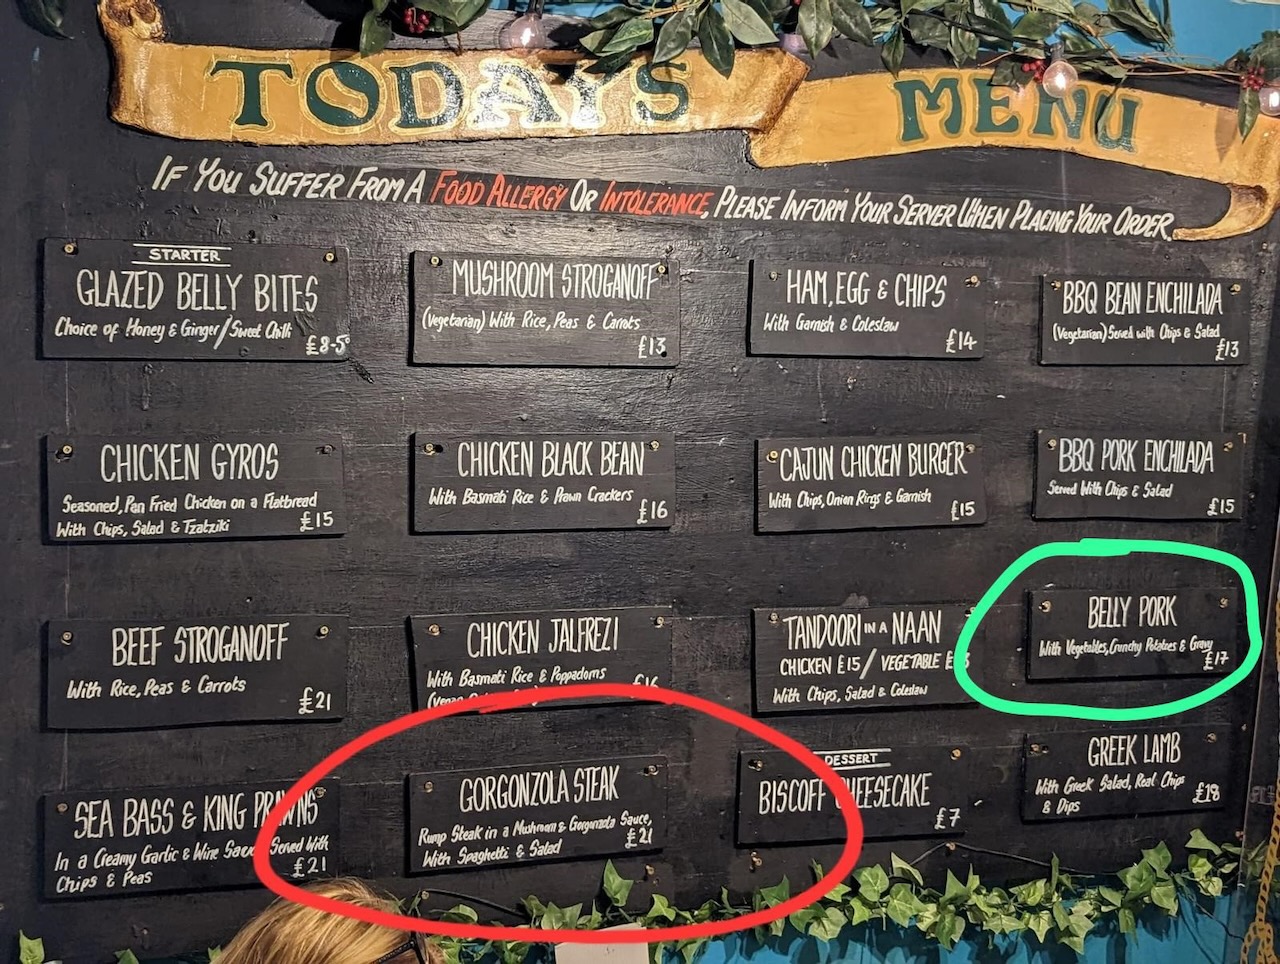 TODAYS MENU
IF YOU SUFFER FROM A FOOD ALLERGY OR INTOLERANCE, PLEASE INFORM YOUR SERVER WHEN PLACING YOUR ORDER.
STARTER
GLAZED BELLY BITES
Choice of Honey & Ginger/Sweet Chilli
£8-5⁰
MUSHROOM STROGANOFF
(Vegetarian) With Rice, Peas & Carrots
£13
HAM, EGG & CHIPS
With Garnish & Coleslaw
£14
BBQ BEAN ENCHILADA
(Vegetarian) Served with Chips & Salad
£13
CHICKEN GYROS
Seasoned, Pan Fried Chicken on a Flatbread
With Chips, Salad & Tzatziki £15
CHICKEN BLACK BEAN
With Basmati Rice & Prawn Crackers
£16
CAJUN CHICKEN BURGER
With Chips, Onion Rings & Garnish
£15
BBQ PORK ENCHILADA
Served With Chips & Salad
£15
BEEF STROGANOFF
With Rice, Peas & Carrots
£21
CHICKEN JALFREZI
With Basmati Rice & Poppadoms
£16
TANDOORI IN A NAAN
CHICKEN £15 / VEGETABLE
With Chips, Salad & Coleslaw
BELLY PORK
With Vegetables, Crunchy Potatoes & Gravy
£17
SEA BASS & KING PRAWNS
In a Creamy Garlic & Wine Sauce Served With
Chips & Peas £21
GORGONZOLA STEAK
Rump Steak in a Mushroom & Gorgonzola Sauce,
With Spaghetti & Salad £21
DESSERT
BISCOFF CHEESECAKE
£7
GREEK LAMB
With Greek Salad, Real Chips
& Dips £18